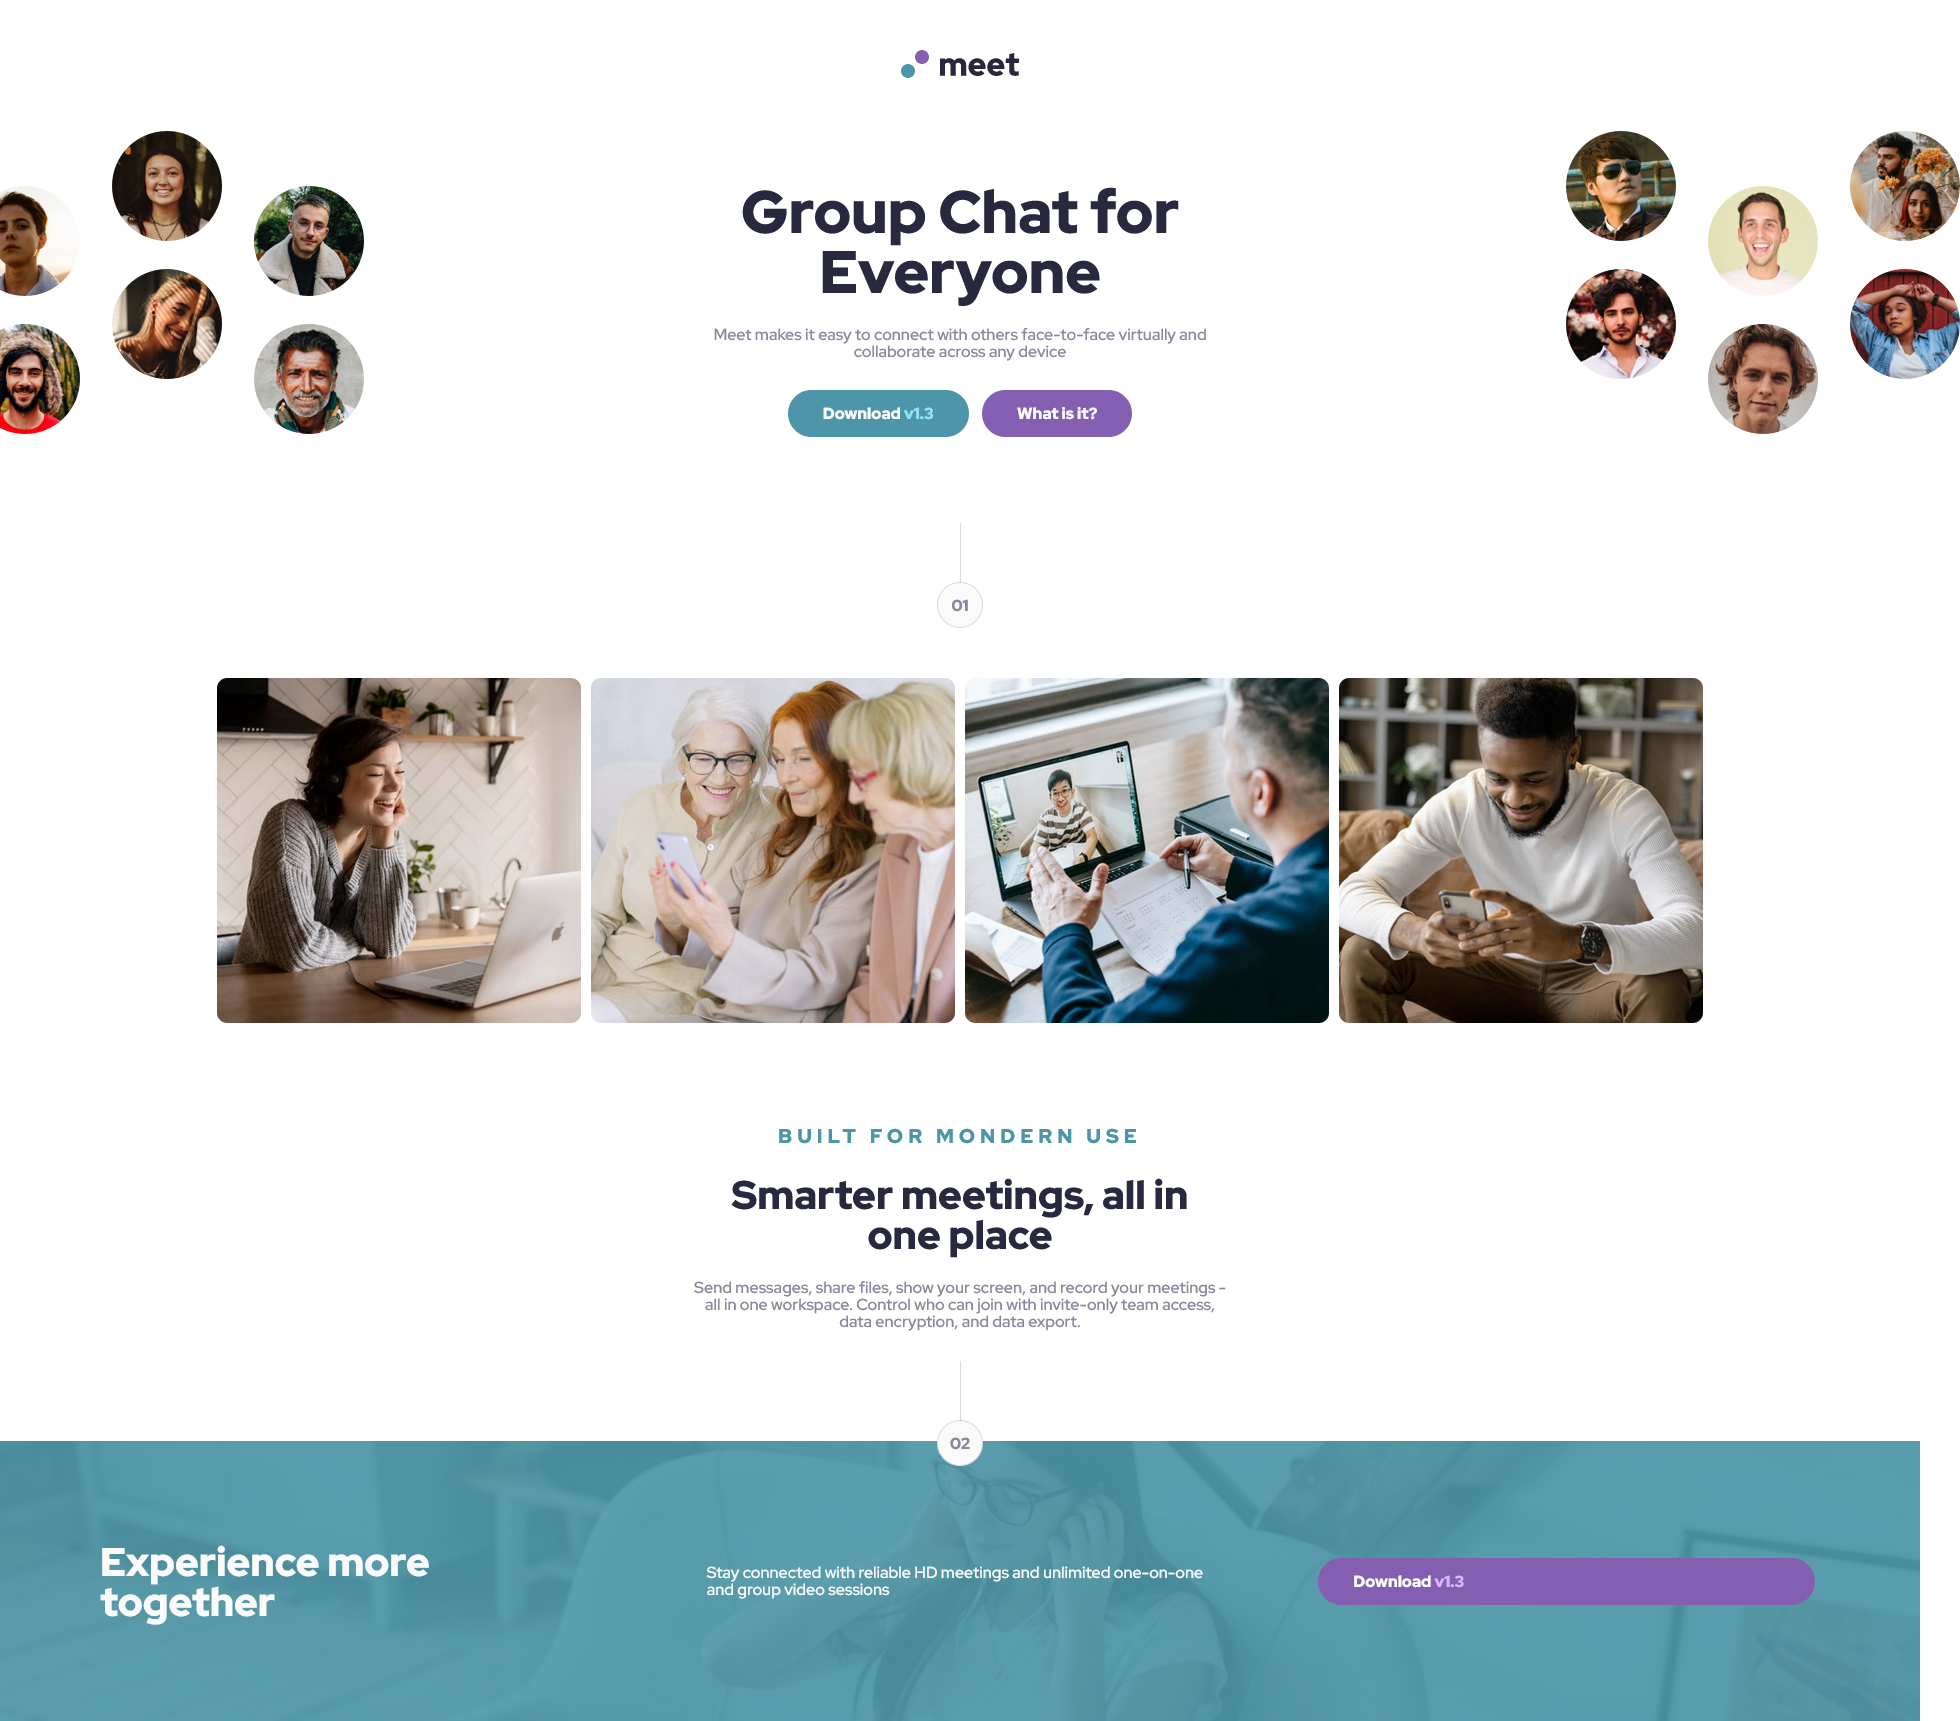 meet
Group Chat for
Everyone
Meet makes it easy to connect with others face-to-face virtually and
collaborate across any device
Download v1.3
What is it?
01
BUILT FOR MONDERN USE
Smarter meetings, all in
one place
Send messages, share files, show your screen, and record your meetings -
all in one workspace. Control who can join with invite-only team access,
data encryption, and data export.
02
Experience more
together
Stay connected with reliable HD meetings and unlimited one-on-one
and group video sessions
Download v1.3